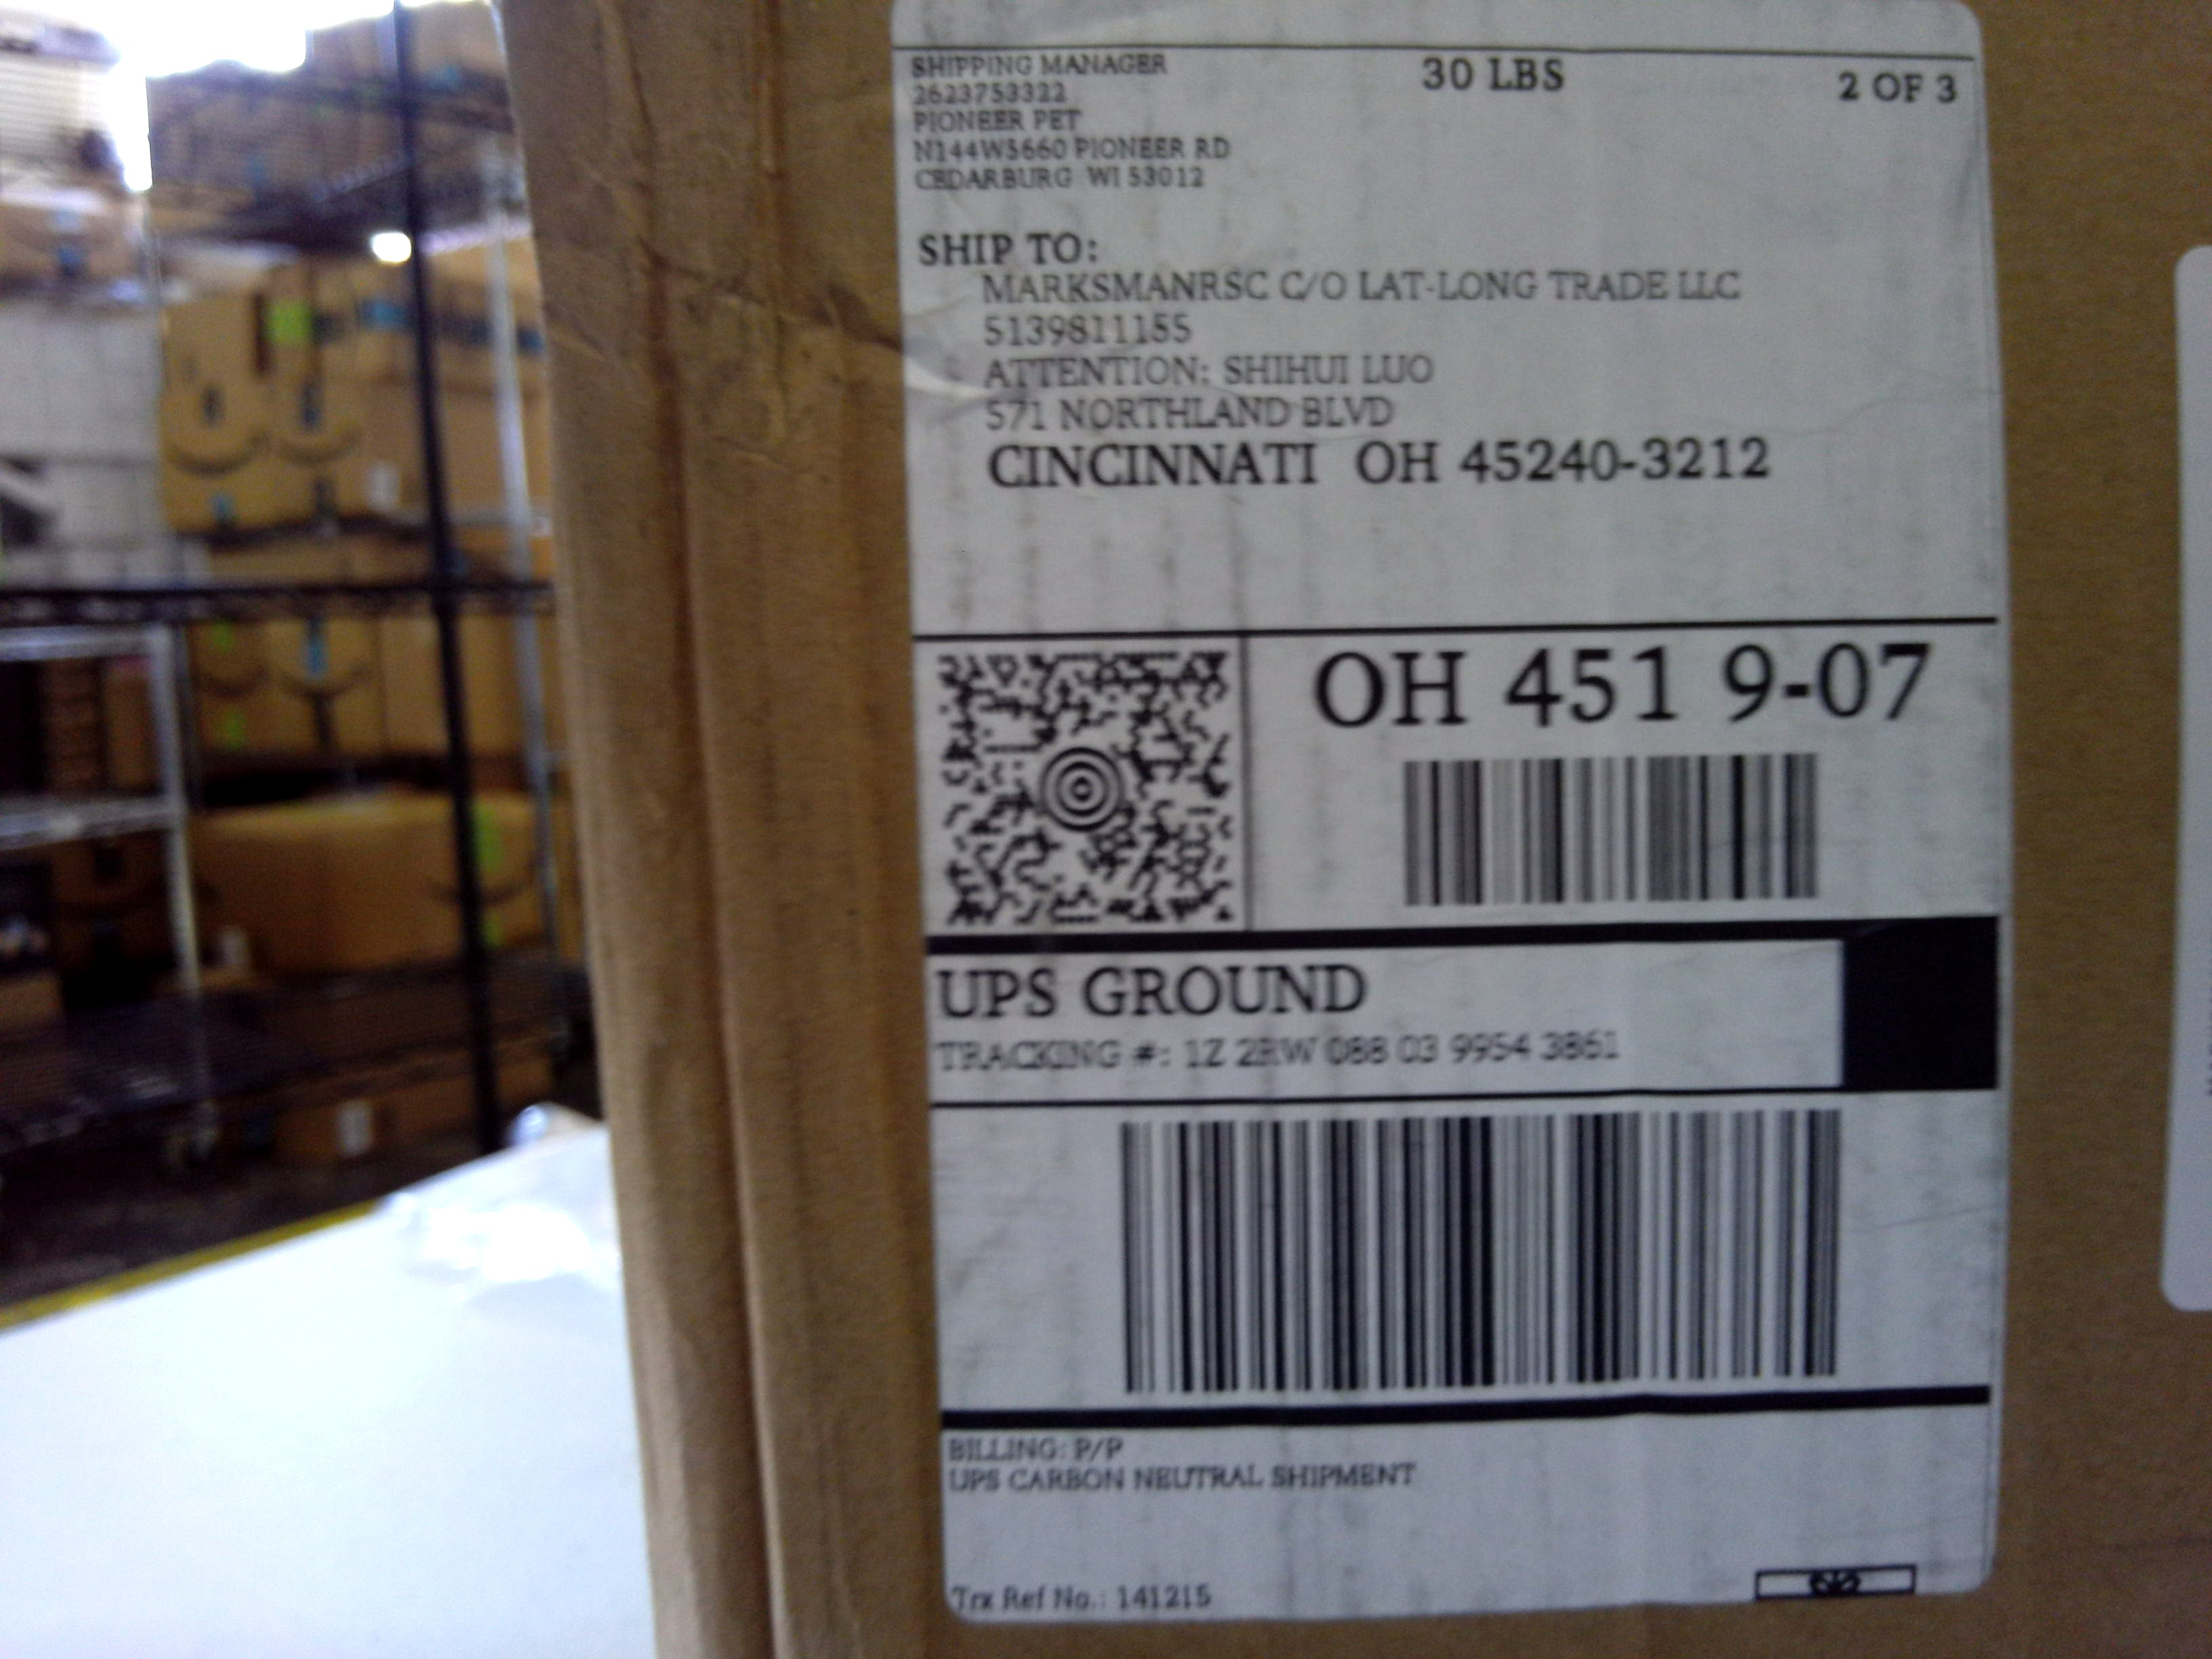 SHIPPING MANAGER
2623753322
PIONEER PET
N144W5660 PIONEER RD
CEDARBURG WI 53012
30 LBS
2 OF 3
SHIP TO:
MARKSMANRSC C/O LAT-LONG TRADE LLC
5139811155
ATTENTION: SHIHUI LUO
571 NORTHLAND BLVD
CINCINNATI OH 45240-3212
OH 451 9-07
UPS GROUND
TRACKING #: 1Z 2RW 088 03 9954 3861
BILLING: P/P
UPS CARBON NEUTRAL SHIPMENT
Trx Ref No.: 141215